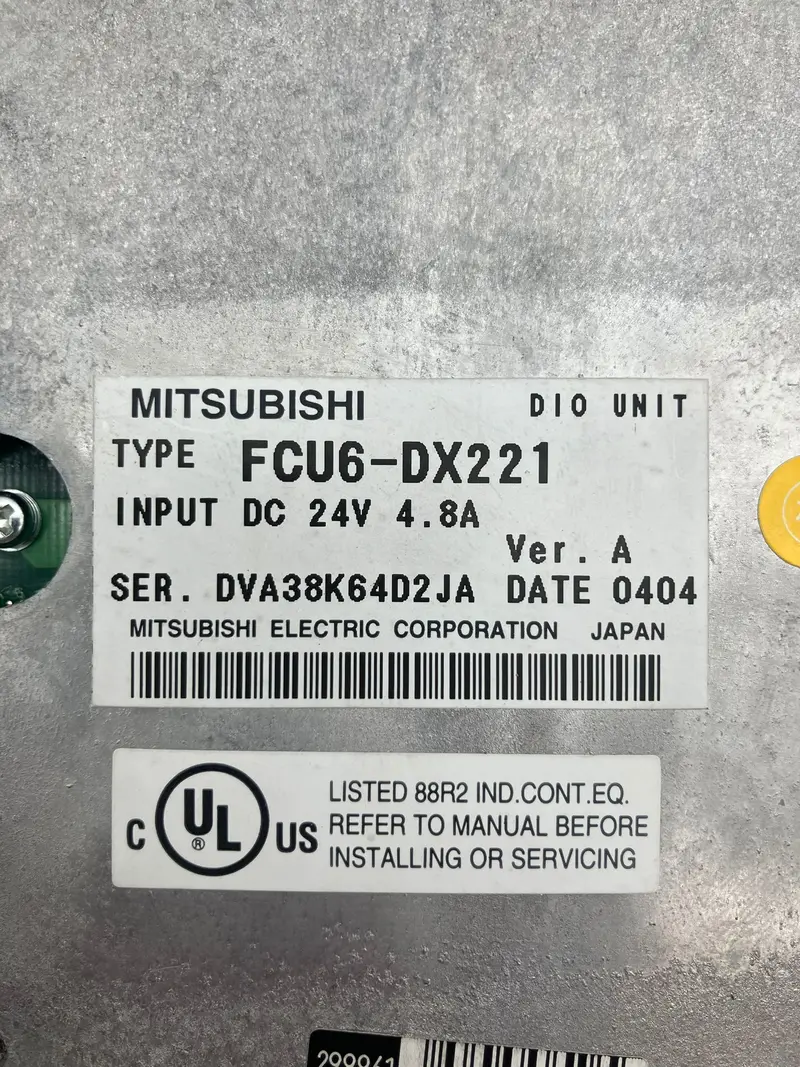 MITSUBISHI DIO UNIT
TYPE FCU6-DX221
INPUT DC 24V 4.8A
Ver. A
SER. DVA38K64D2JA DATE 0404
MITSUBISHI ELECTRIC CORPORATION JAPAN
C UL ® US
LISTED 88R2 IND.CONT.EQ.
REFER TO MANUAL BEFORE
INSTALLING OR SERVICING